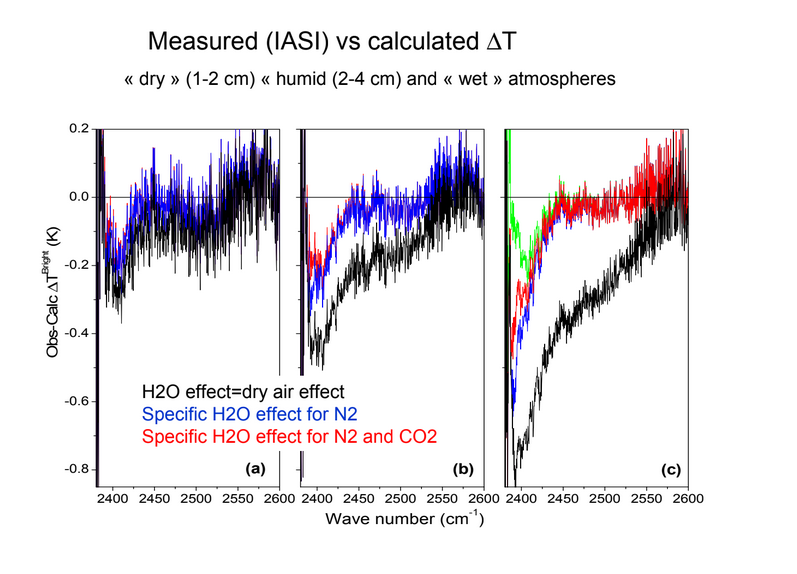 Measured (IASI) vs calculated ΔT
« dry » (1-2 cm) « humid (2-4 cm) and « wet » atmospheres
0.2
0.0
-0.2
-0.4
-0.6
-0.8
Obs-Calc ΔT^Bright (K)
H2O effect=dry air effect
Specific H2O effect for N2
Specific H2O effect for N2 and CO2
(a) (b) (c)
2400 2450 2500 2550 2600 2400 2450 2500 2550 2600 2400 2450 2500 2550 2600
Wave number (cm⁻¹)